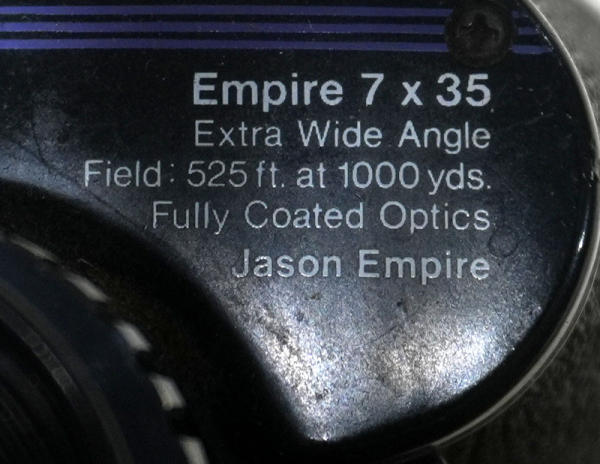 Empire 7 x 35
Extra Wide Angle
Field: 525 ft. at 1000 yds.
Fully Coated Optics
Jason Empire